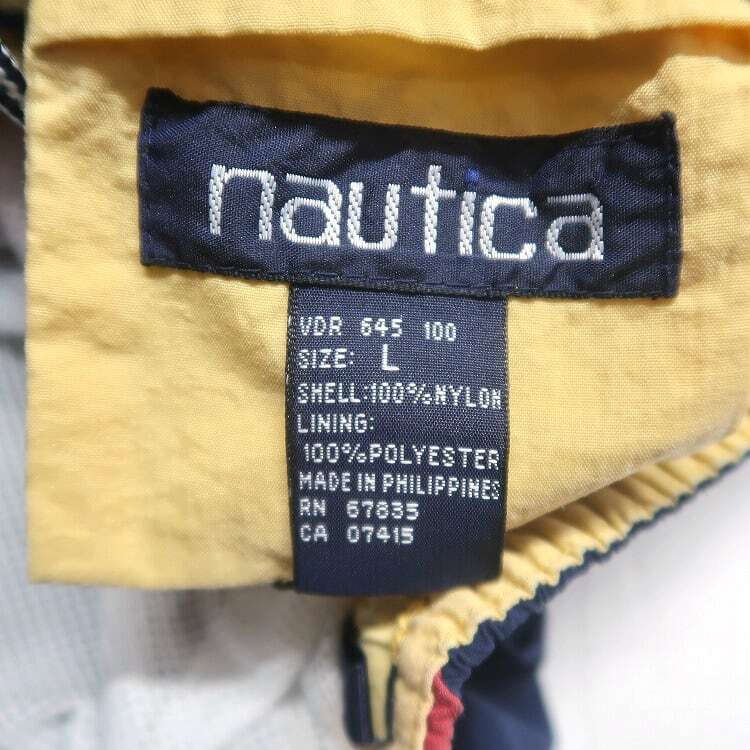 nautica
VDR 645 100
SIZE: L
SHELL:100%NYLON
LINING:
100%POLYESTER
MADE IN PHILIPPINES
RN 67835
CA 07415